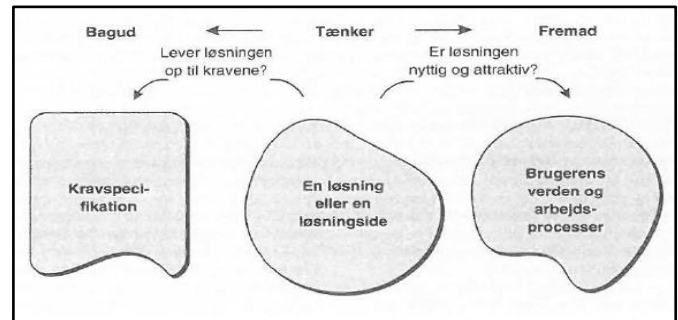 Bagud Tænker Fremad
Lever løsningen
op til kravene?
Er løsningen
nyttig og attraktiv?
Kravspeci-
fikation
En løsning
eller en
løsningside
Brugerens
verden og
arbejds-
processer